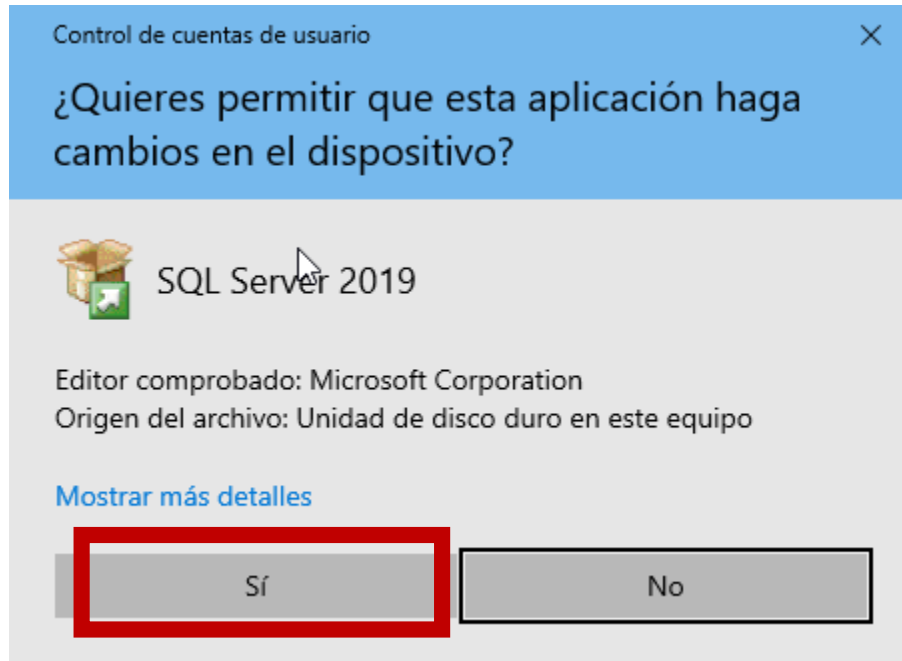 Control de cuentas de usuario
¿Quieres permitir que esta aplicación haga
cambios en el dispositivo?
SQL Server 2019
Editor comprobado: Microsoft Corporation
Origen del archivo: Unidad de disco duro en este equipo
Mostrar más detalles
Sí
No